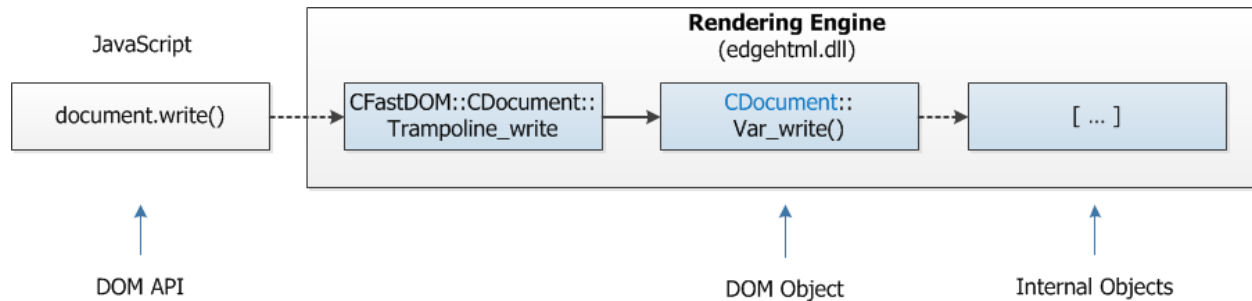 Rendering Engine
(edgehtml.dll)
JavaScript
document.write()
CFastDOM::CDocument::
Trampoline_write
CDocument::
Var_write()
[ ... ]
DOM API
DOM Object
Internal Objects